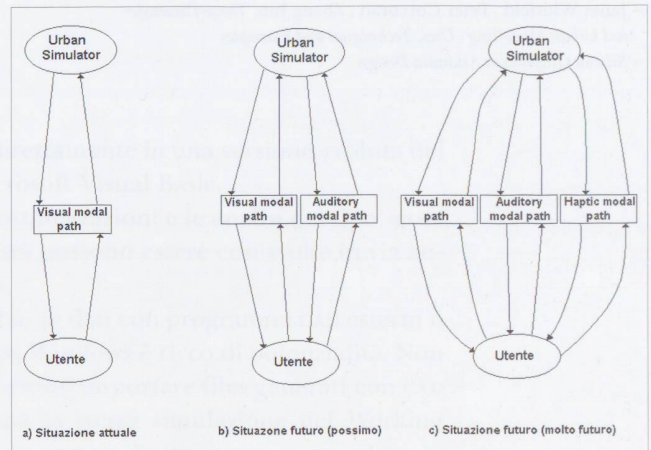 Urban
Simulator
Visual modal
path
Utente
a) Situazione attuale
Urban
Simulator
Visual modal
path
Auditory
modal path
Utente
b) Situazone futuro (possimo)
Urban
Simulator
Visual modal
path
Auditory
modal path
Haptic modal
path
Utente
c) Situazione futuro (molto futuro)